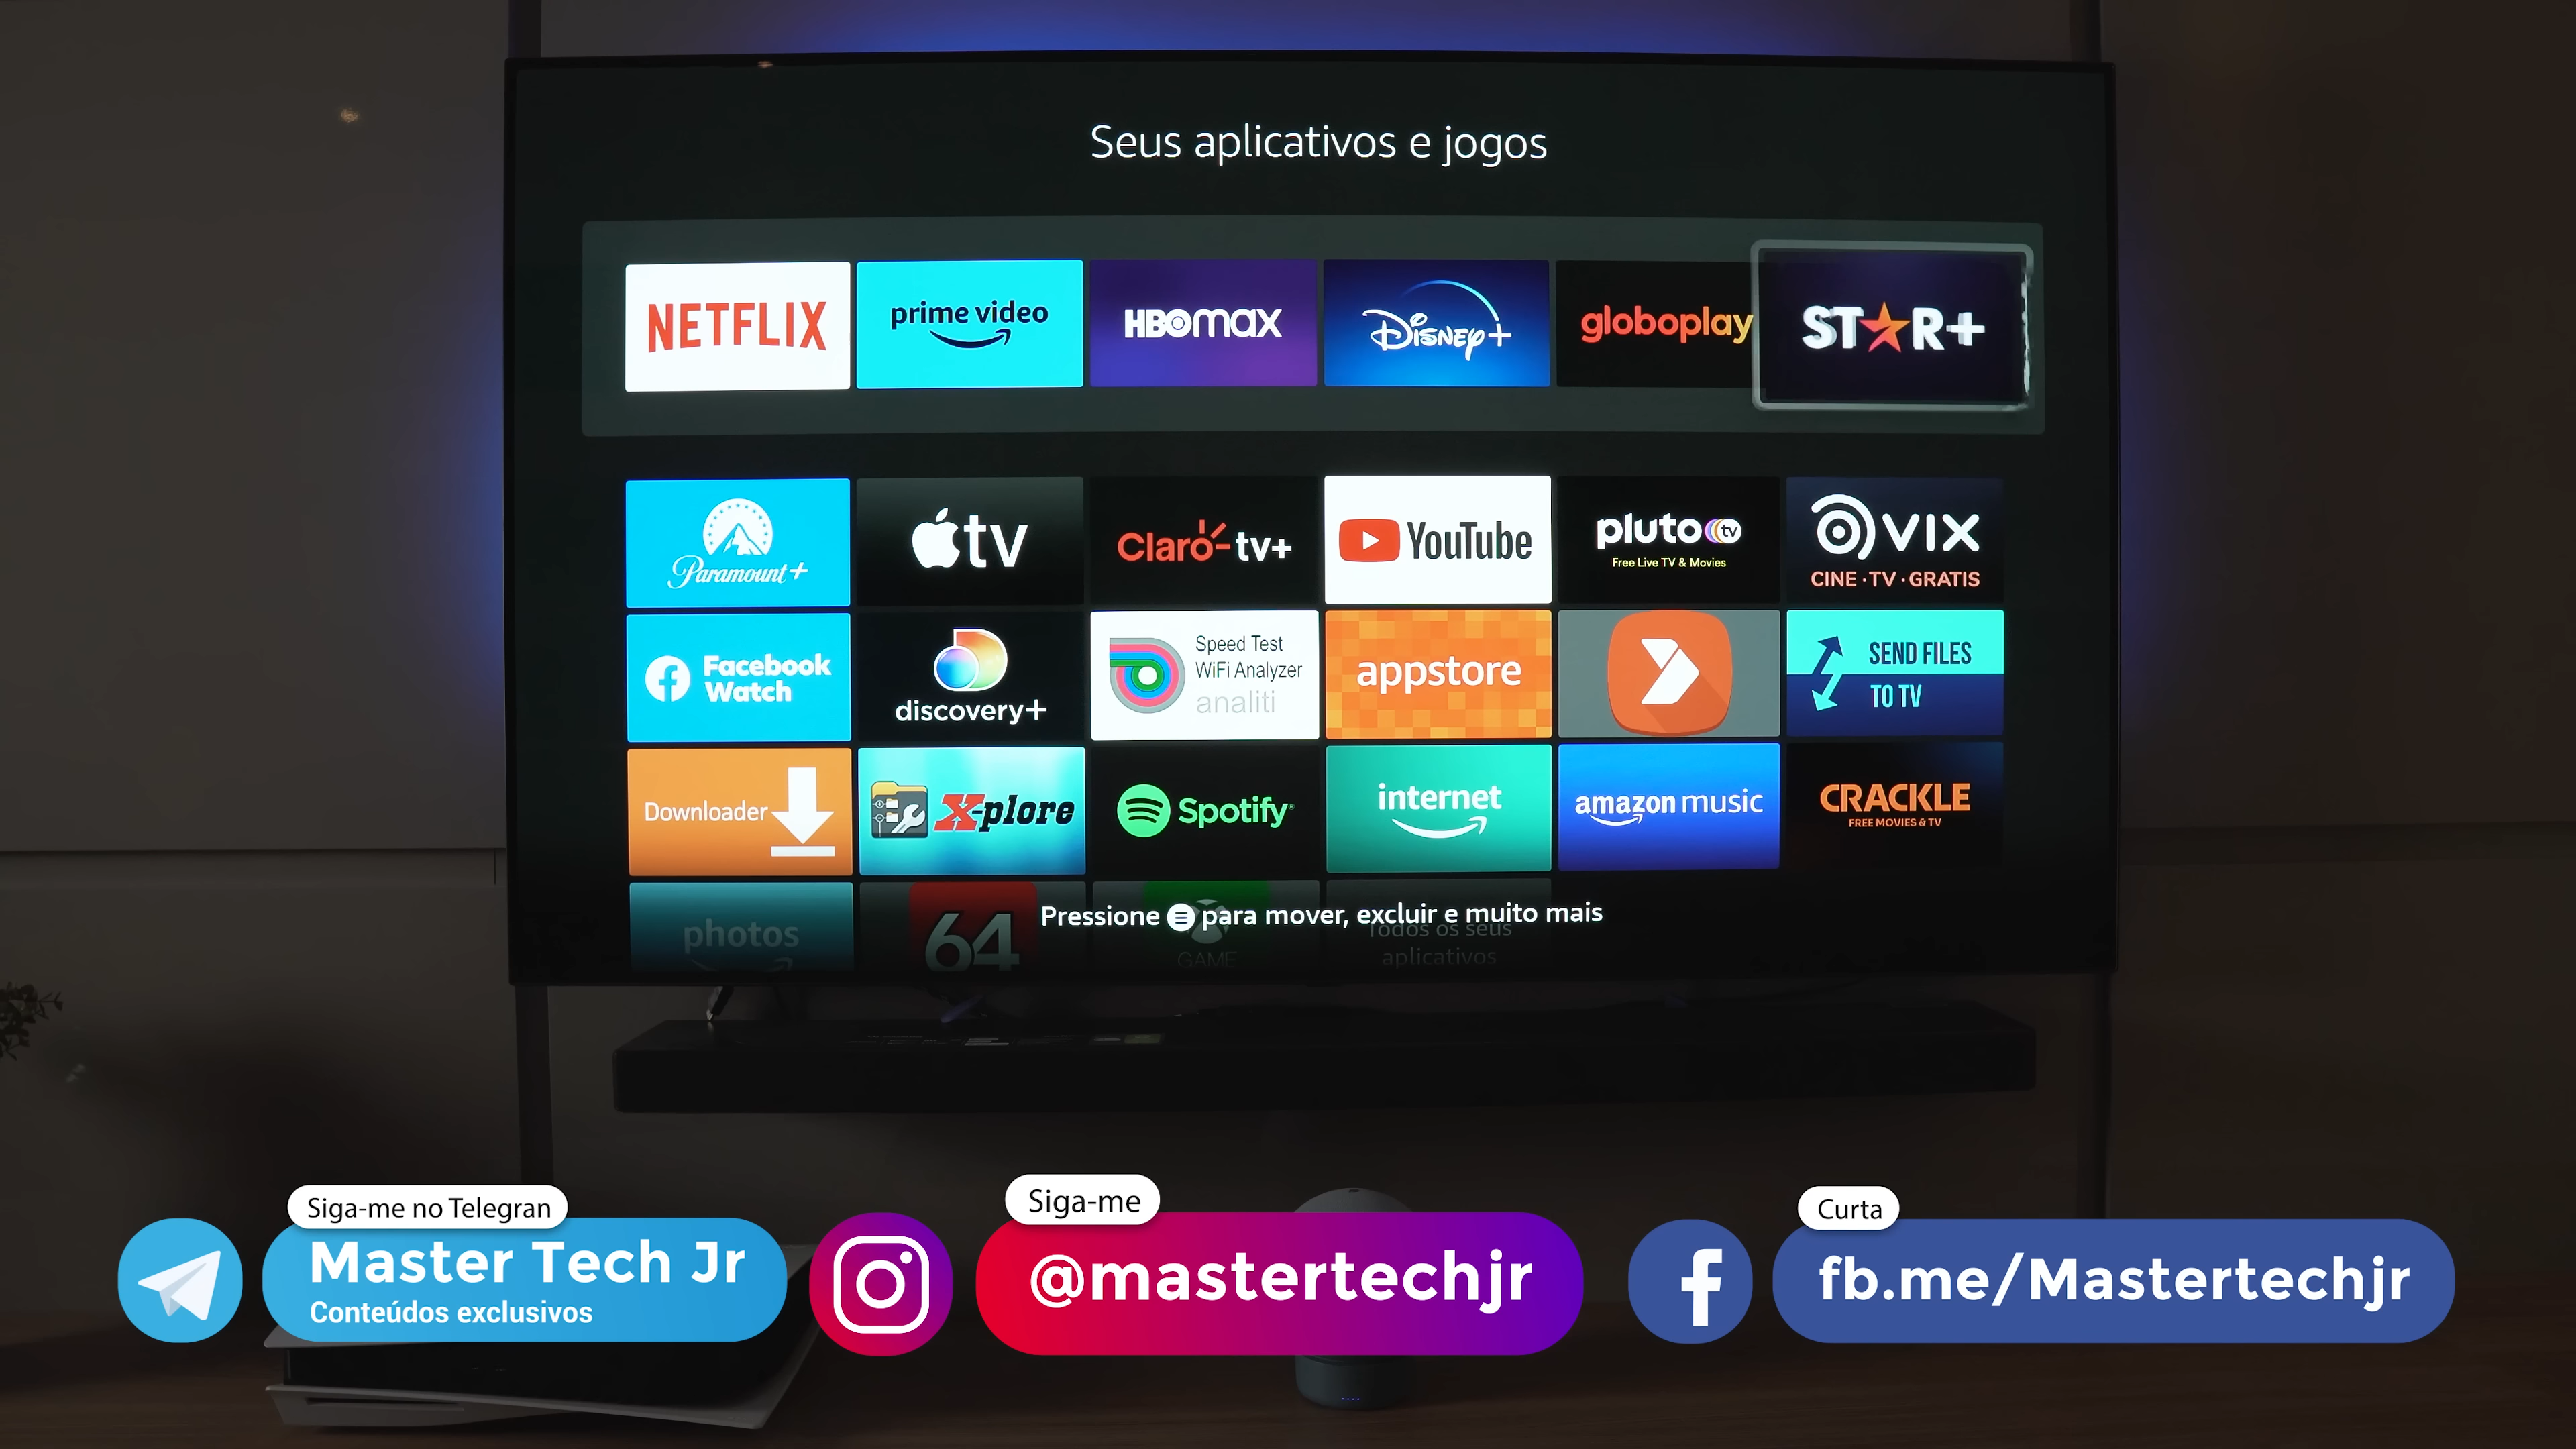 Seus aplicativos e jogos
NETFLIX
prime video
HBOmax
Disney+
globoplay
ST★R+
Paramount+
tv
Claro tv+
YouTube
pluto tv
Free Live TV & Movies
VIX
CINE · TV · GRATIS
Facebook
Watch
discovery+
Speed Test
WiFi Analyzer
analiti
appstore
SEND FILES
TO TV
Downloader
X-plore
Spotify
internet
amazon music
CRACKLE
FREE MOVIES & TV
photos
64
GAME
Todos os seus
aplicativos
Pressione para mover, excluir e muito mais
Siga-me no Telegran
Master Tech Jr
Conteúdos exclusivos
Siga-me
@mastertechjr
Curta
fb.me/Mastertechjr